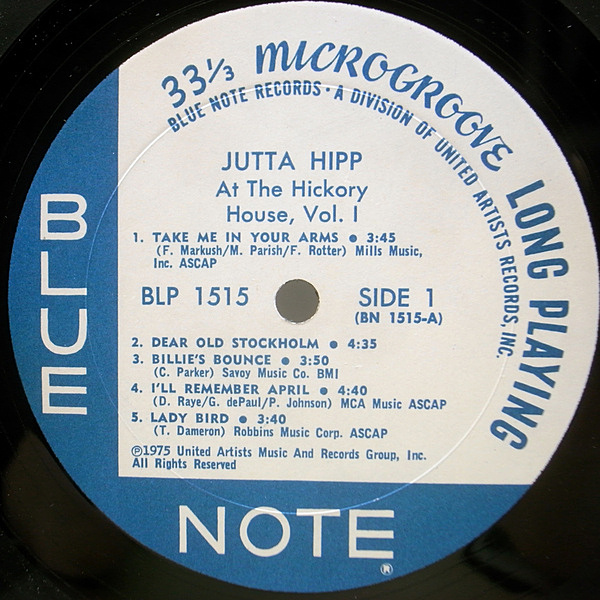 33⅓ MICROGROOVE LONG PLAYING
BLUE NOTE RECORDS • A DIVISION OF UNITED ARTISTS RECORDS, INC.
JUTTA HIPP
At The Hickory
House, Vol. I
1. TAKE ME IN YOUR ARMS • 3:45
(F. Markush/M. Parish/F. Rotter) Mills Music,
Inc. ASCAP
BLP 1515 SIDE 1
(BN 1515-A)
2. DEAR OLD STOCKHOLM • 4:35
3. BILLIE'S BOUNCE • 3:50
(C. Parker) Savoy Music Co. BMI
4. I'LL REMEMBER APRIL • 4:40
(D. Raye/G. dePaul/P. Johnson) MCA Music ASCAP
5. LADY BIRD • 3:40
(T. Dameron) Robbins Music Corp. ASCAP
℗1975 United Artists Music And Records Group, Inc.
All Rights Reserved
BLUE
NOTE®